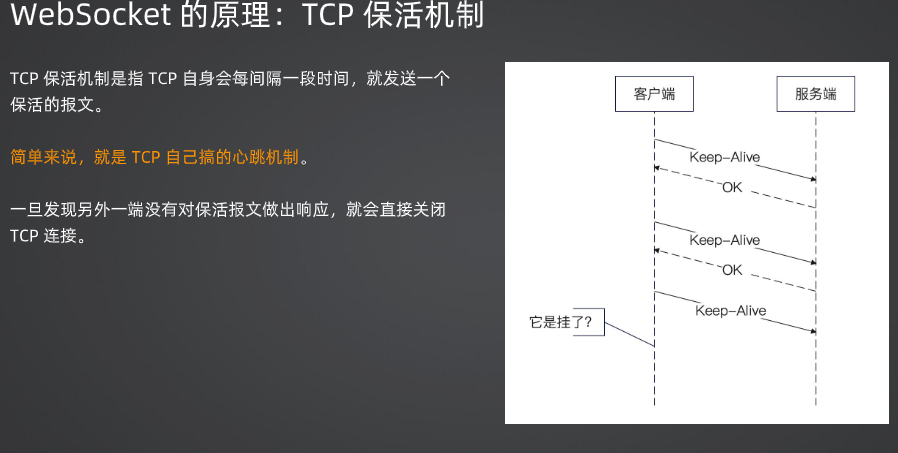 WebSocket 的原理：TCP 保活机制
TCP 保活机制是指 TCP 自身会每间隔一段时间，就发送一个
保活的报文。
简单来说，就是 TCP 自己搞的心跳机制。
一旦发现另外一端没有对保活报文做出响应，就会直接关闭
TCP 连接。
客户端
服务端
Keep-Alive
OK
Keep-Alive
OK
Keep-Alive
它是挂了?